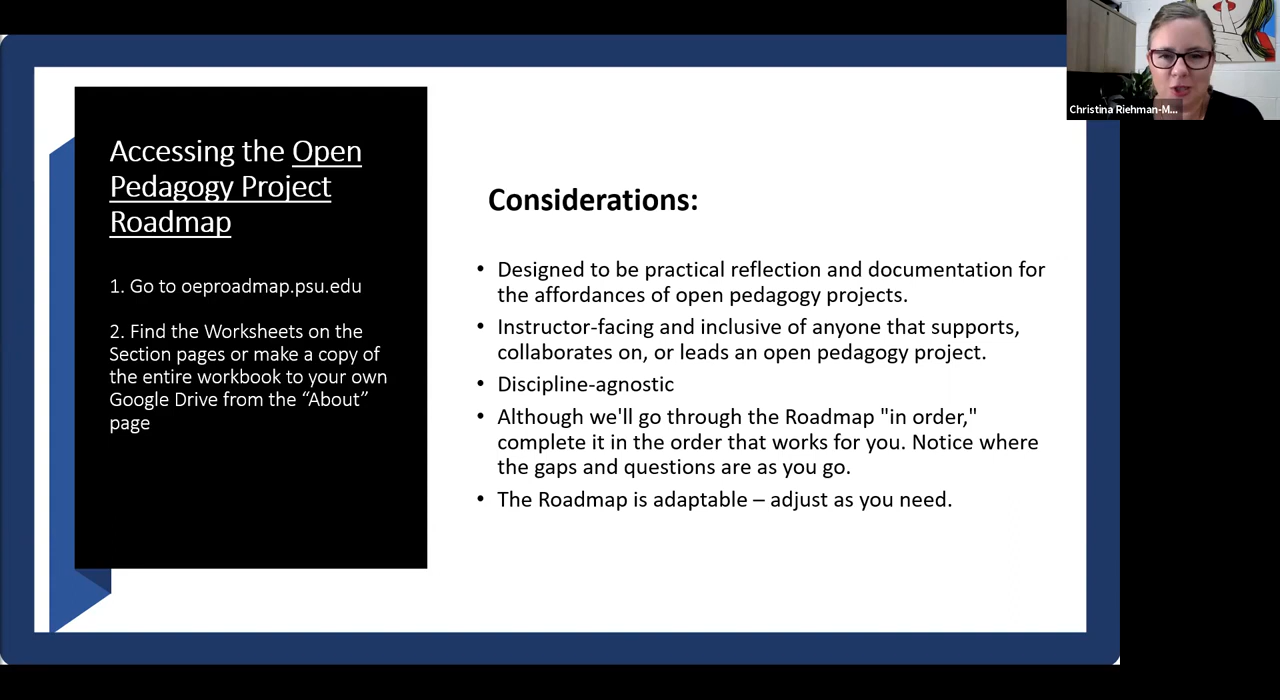 Accessing the Open
Pedagogy Project
Roadmap
1. Go to oeproadmap.psu.edu
2. Find the Worksheets on the
Section pages or make a copy of
the entire workbook to your own
Google Drive from the “About”
page
Considerations:
• Designed to be practical reflection and documentation for
the affordances of open pedagogy projects.
• Instructor-facing and inclusive of anyone that supports,
collaborates on, or leads an open pedagogy project.
• Discipline-agnostic
• Although we'll go through the Roadmap "in order,"
complete it in the order that works for you. Notice where
the gaps and questions are as you go.
• The Roadmap is adaptable – adjust as you need.
Christina Riehman-M...